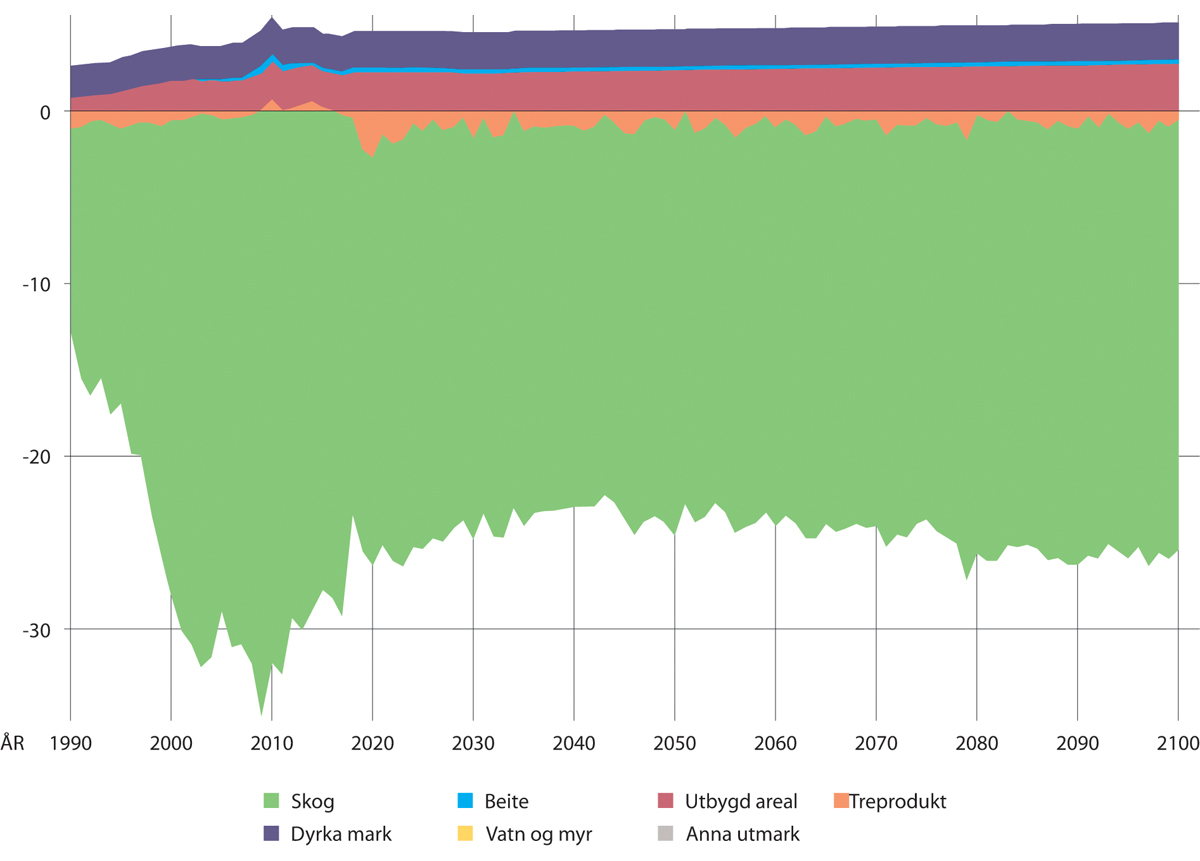 0
-10
-20
-30
ÅR 1990 2000 2010 2020 2030 2040 2050 2060 2070 2080 2090 2100
Skog Beite Utbygd areal Treprodukt
Dyrka mark Vatn og myr Anna utmark